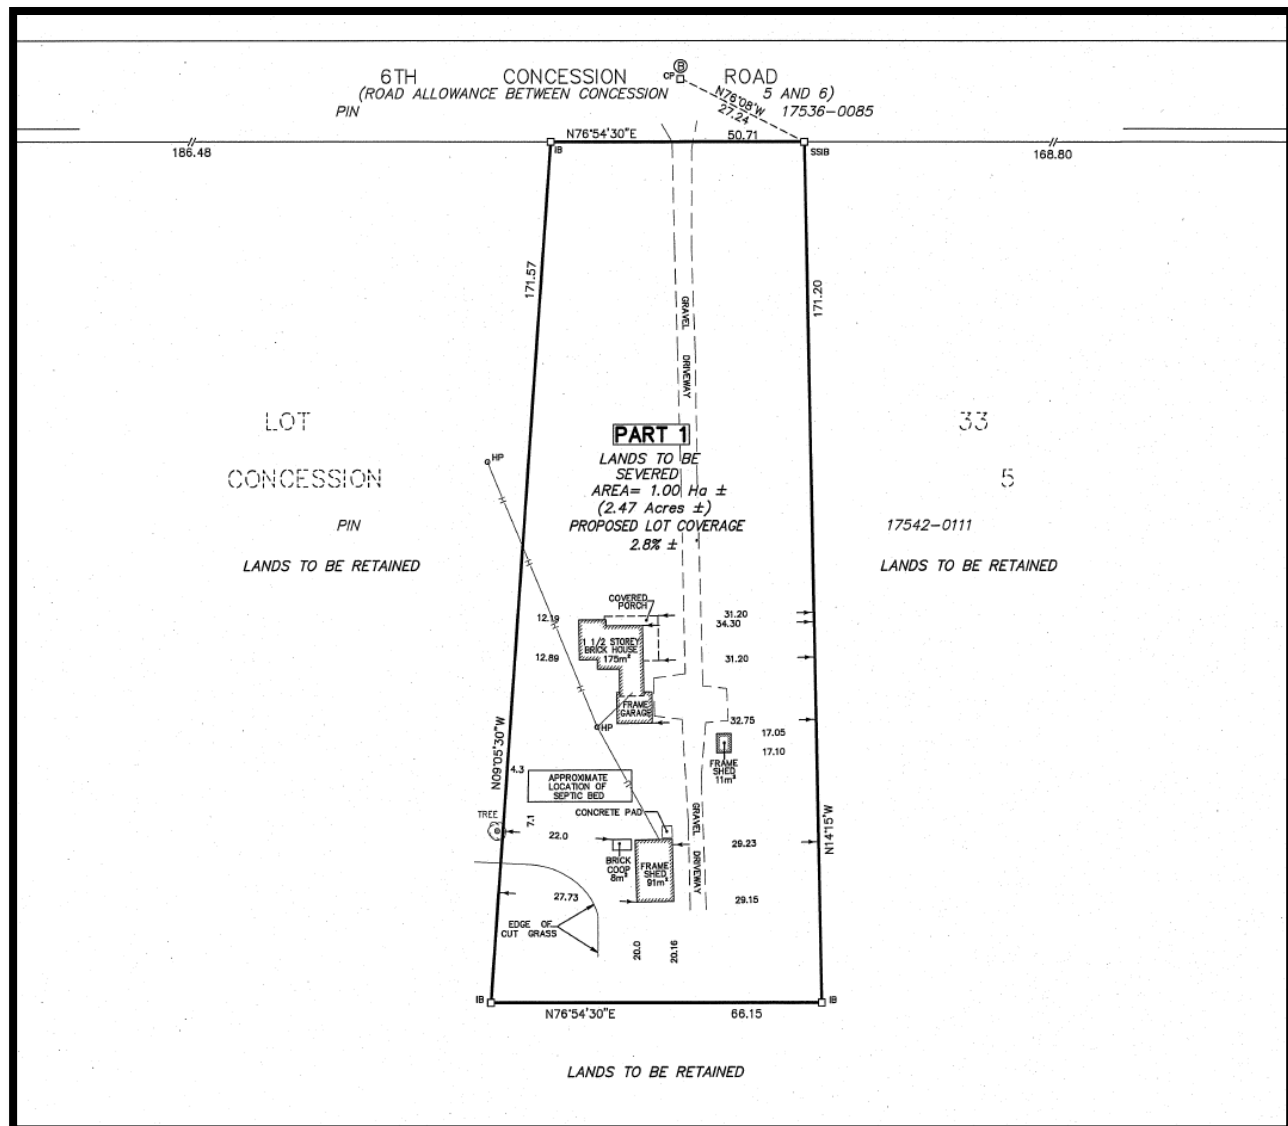 B
CP
6TH CONCESSION ROAD
(ROAD ALLOWANCE BETWEEN CONCESSION 5 AND 6)
PIN 17536-0085
N76°08'W
27.24
N76°54'30"E 50.71
186.48
IB
SSIB
168.80
171.57
171.20
GRAVEL DRIVEWAY
LOT 33
CONCESSION 5
PART 1
LANDS TO BE
SEVERED
AREA= 1.00 Ha ±
(2.47 Acres ±)
PROPOSED LOT COVERAGE
2.8% ±
HP
PIN 17542-0111
LANDS TO BE RETAINED
LANDS TO BE RETAINED
COVERED
PORCH
12.19
31.20
34.30
1 1/2 STOREY
BRICK HOUSE
175m²
12.89
31.20
FRAME
GARAGE
32.75
HP
17.05
17.10
FRAME
SHED
11m²
N09°05'30"W
4.3
APPROXIMATE
LOCATION OF
SEPTIC BED
TREE
7.1
CONCRETE PAD
GRAVEL DRIVEWAY
N14°15'W
22.0
29.23
BRICK
COOP
8m²
FRAME
SHED
91m²
27.73
29.15
EDGE OF
CUT GRASS
20.0
20.16
IB
IB
N76°54'30"E 66.15
LANDS TO BE RETAINED